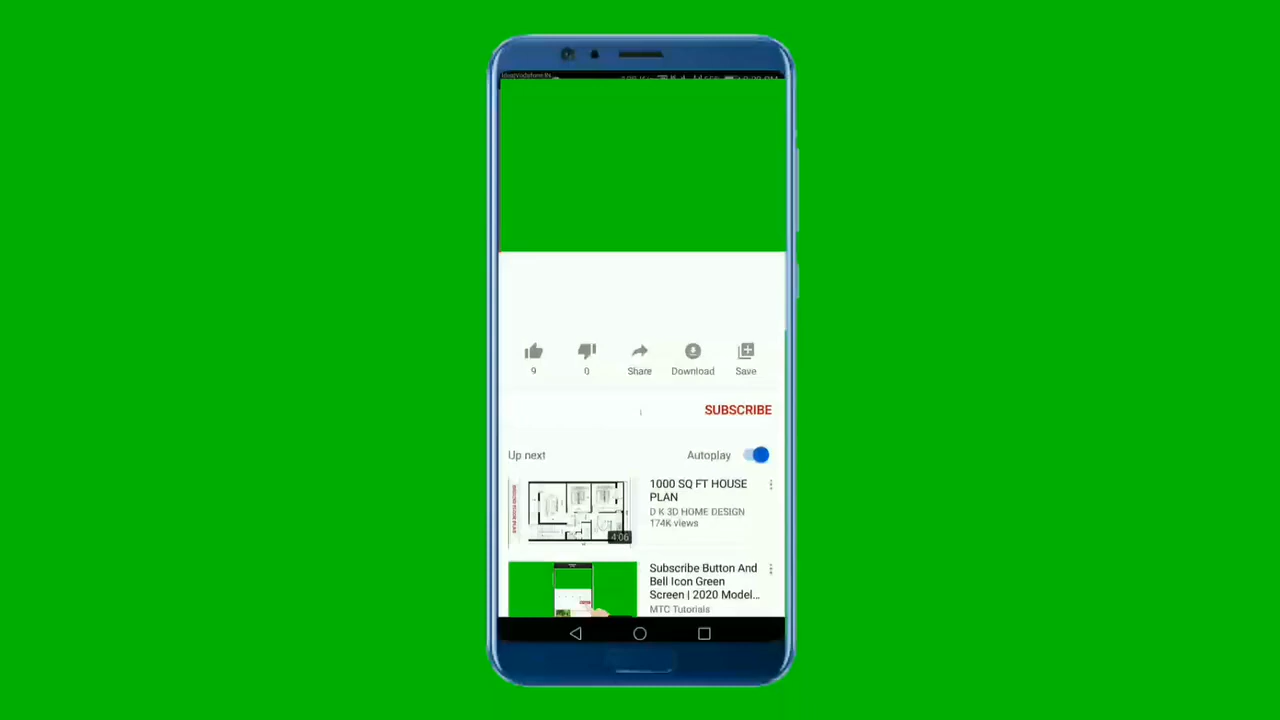 9
0
Share
Download
Save
SUBSCRIBE
Up next
Autoplay
1000 SQ FT HOUSE
PLAN
D K 3D HOME DESIGN
174K views
4:06
Subscribe Button And
Bell Icon Green
Screen | 2020 Model...
MTC Tutorials